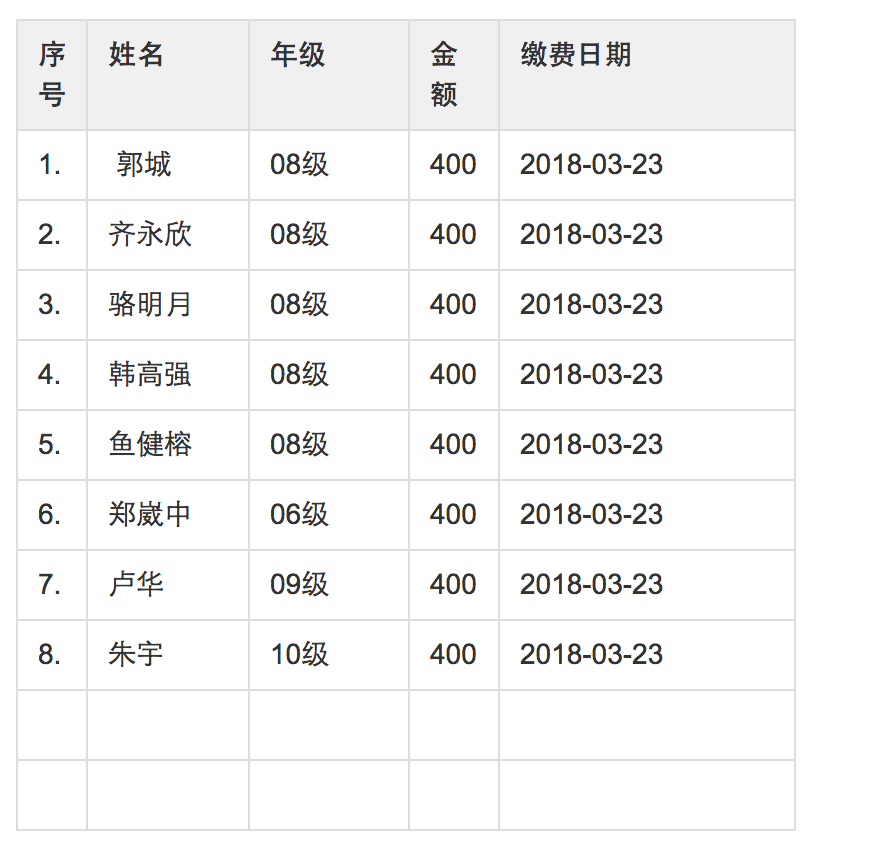 序号 姓名 年级 金额 缴费日期
1. 郭城 08级 400 2018-03-23
2. 齐永欣 08级 400 2018-03-23
3. 骆明月 08级 400 2018-03-23
4. 韩高强 08级 400 2018-03-23
5. 鱼健榕 08级 400 2018-03-23
6. 郑崴中 06级 400 2018-03-23
7. 卢华 09级 400 2018-03-23
8. 朱宇 10级 400 2018-03-23